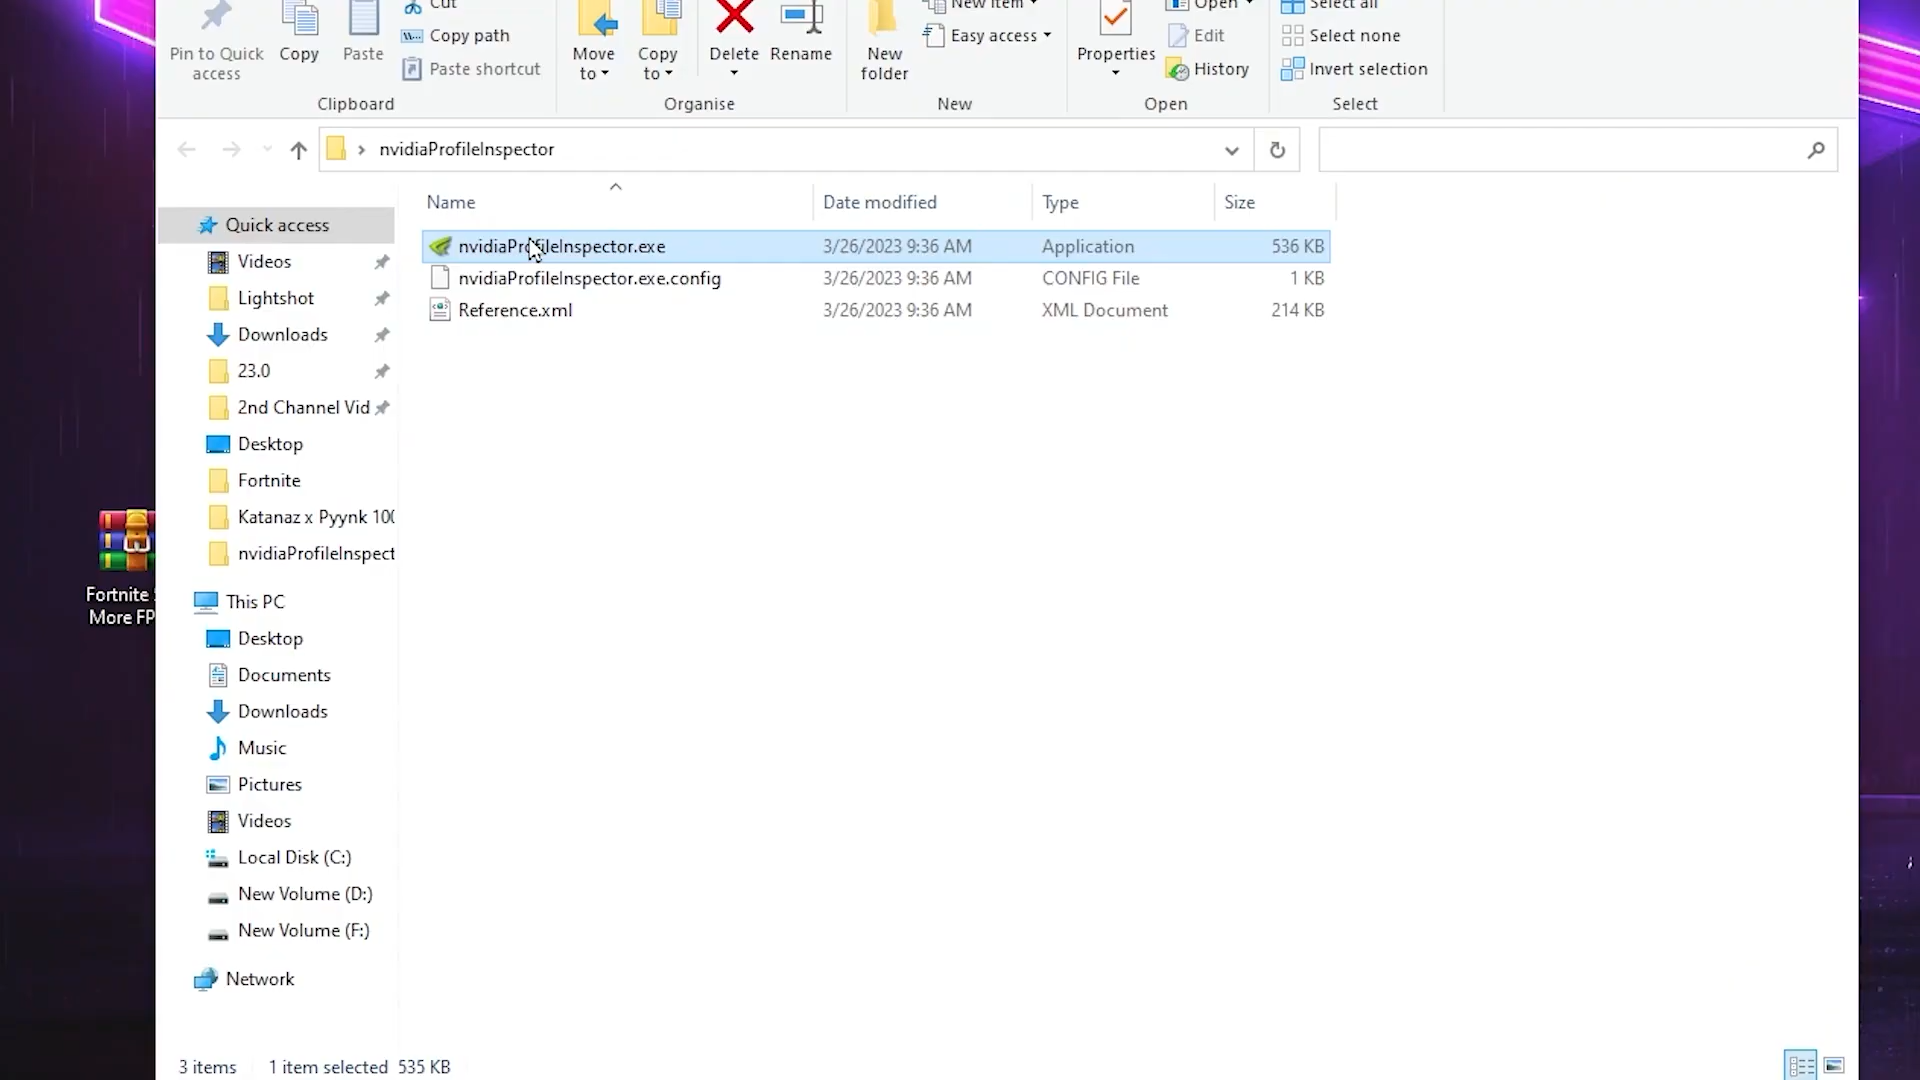 Cut
New item
Open
Select all
Pin to Quick access
Copy
Paste
Copy path
Paste shortcut
Move to
Copy to
Delete
Rename
New folder
Easy access
Properties
Edit
History
Select none
Invert selection
Clipboard
Organise
New
Open
Select
nvidiaProfileInspector
Name
Date modified
Type
Size
nvidiaProfileInspector.exe 3/26/2023 9:36 AM Application 536 KB
nvidiaProfileInspector.exe.config 3/26/2023 9:36 AM CONFIG File 1 KB
Reference.xml 3/26/2023 9:36 AM XML Document 214 KB
Quick access
Videos
Lightshot
Downloads
23.0
2nd Channel Vid
Desktop
Fortnite
Katanaz x Pyynk 100
nvidiaProfileInspect
This PC
Desktop
Documents
Downloads
Music
Pictures
Videos
Local Disk (C:)
New Volume (D:)
New Volume (F:)
Network
Fortnite
More FP
3 items 1 item selected 535 KB